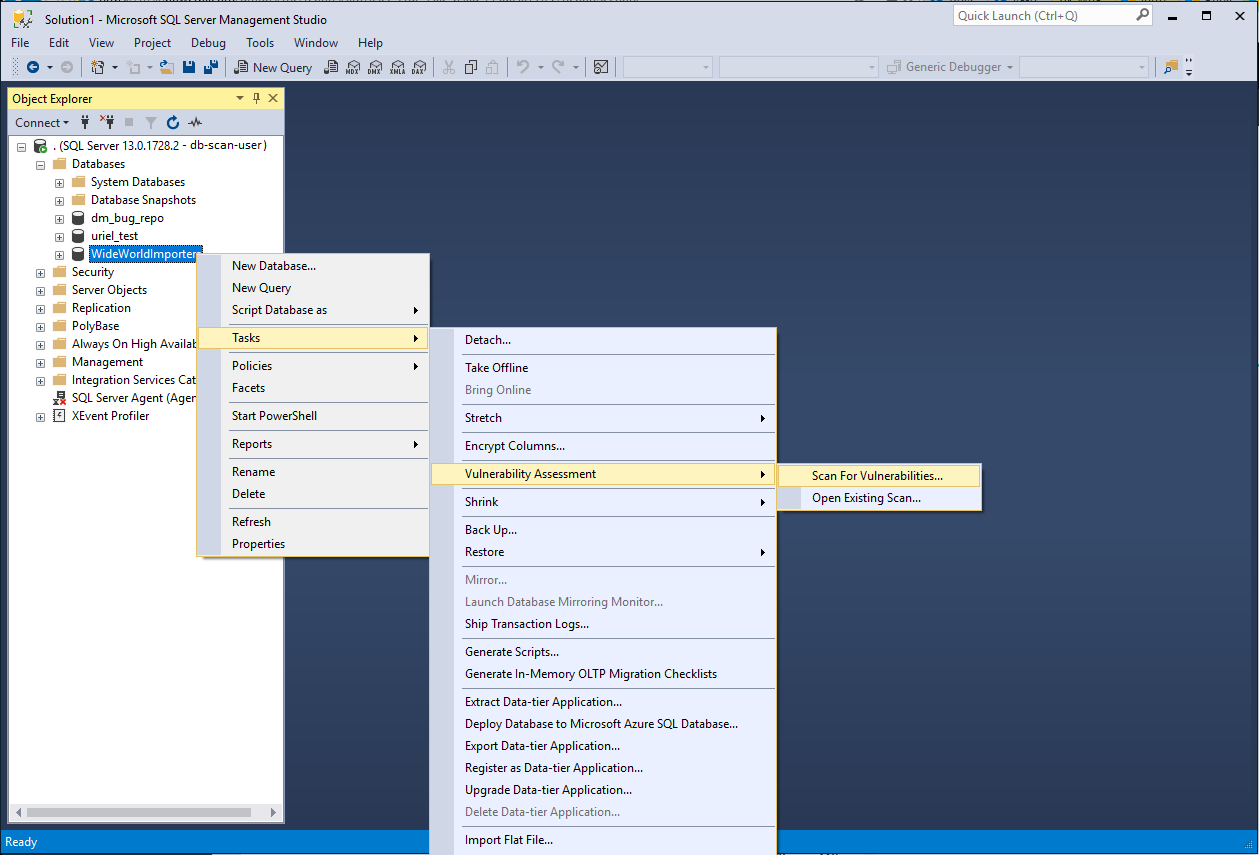 Solution1 - Microsoft SQL Server Management Studio
Quick Launch (Ctrl+Q)
File Edit View Project Debug Tools Window Help
New Query MDX DMX XMLA DAX Generic Debugger
Object Explorer
Connect
. (SQL Server 13.0.1728.2 - db-scan-user)
Databases
System Databases
Database Snapshots
dm_bug_repo
uriel_test
WideWorldImporter
Security
Server Objects
Replication
PolyBase
Always On High Availab
Management
Integration Services Cat
SQL Server Agent (Agen
XEvent Profiler
New Database...
New Query
Script Database as
Tasks
Policies
Facets
Start PowerShell
Reports
Rename
Delete
Refresh
Properties
Detach...
Take Offline
Bring Online
Stretch
Encrypt Columns...
Vulnerability Assessment
Shrink
Back Up...
Restore
Mirror...
Launch Database Mirroring Monitor...
Ship Transaction Logs...
Generate Scripts...
Generate In-Memory OLTP Migration Checklists
Extract Data-tier Application...
Deploy Database to Microsoft Azure SQL Database...
Export Data-tier Application...
Register as Data-tier Application...
Upgrade Data-tier Application...
Delete Data-tier Application...
Import Flat File...
Scan For Vulnerabilities...
Open Existing Scan...
Ready